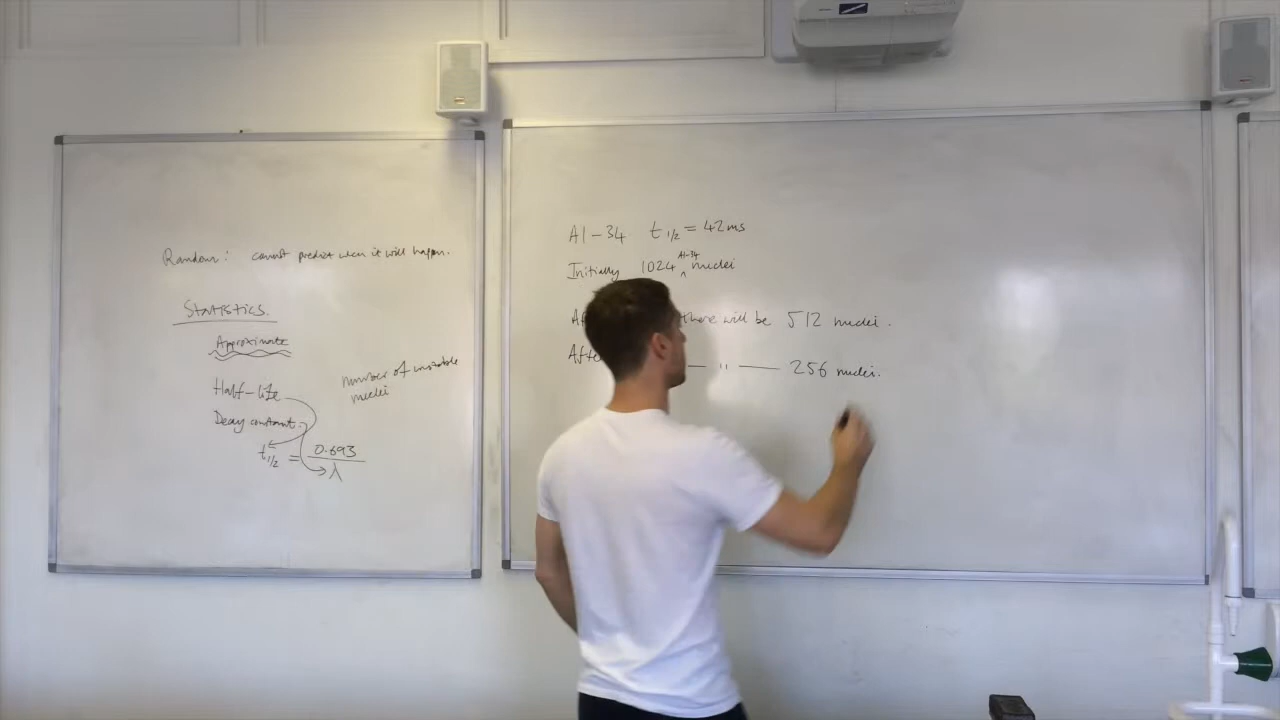 Random: cannot predict when it will happen.
Statistics.
Approximate
Half-life
number of unstable
nuclei
Decay constant.
t1/2 = 0.693
λ
Al-34 t1/2 = 42ms
Al-34
Initially 1024 ^ nuclei
there will be 512 nuclei.
After — " — 256 nuclei.